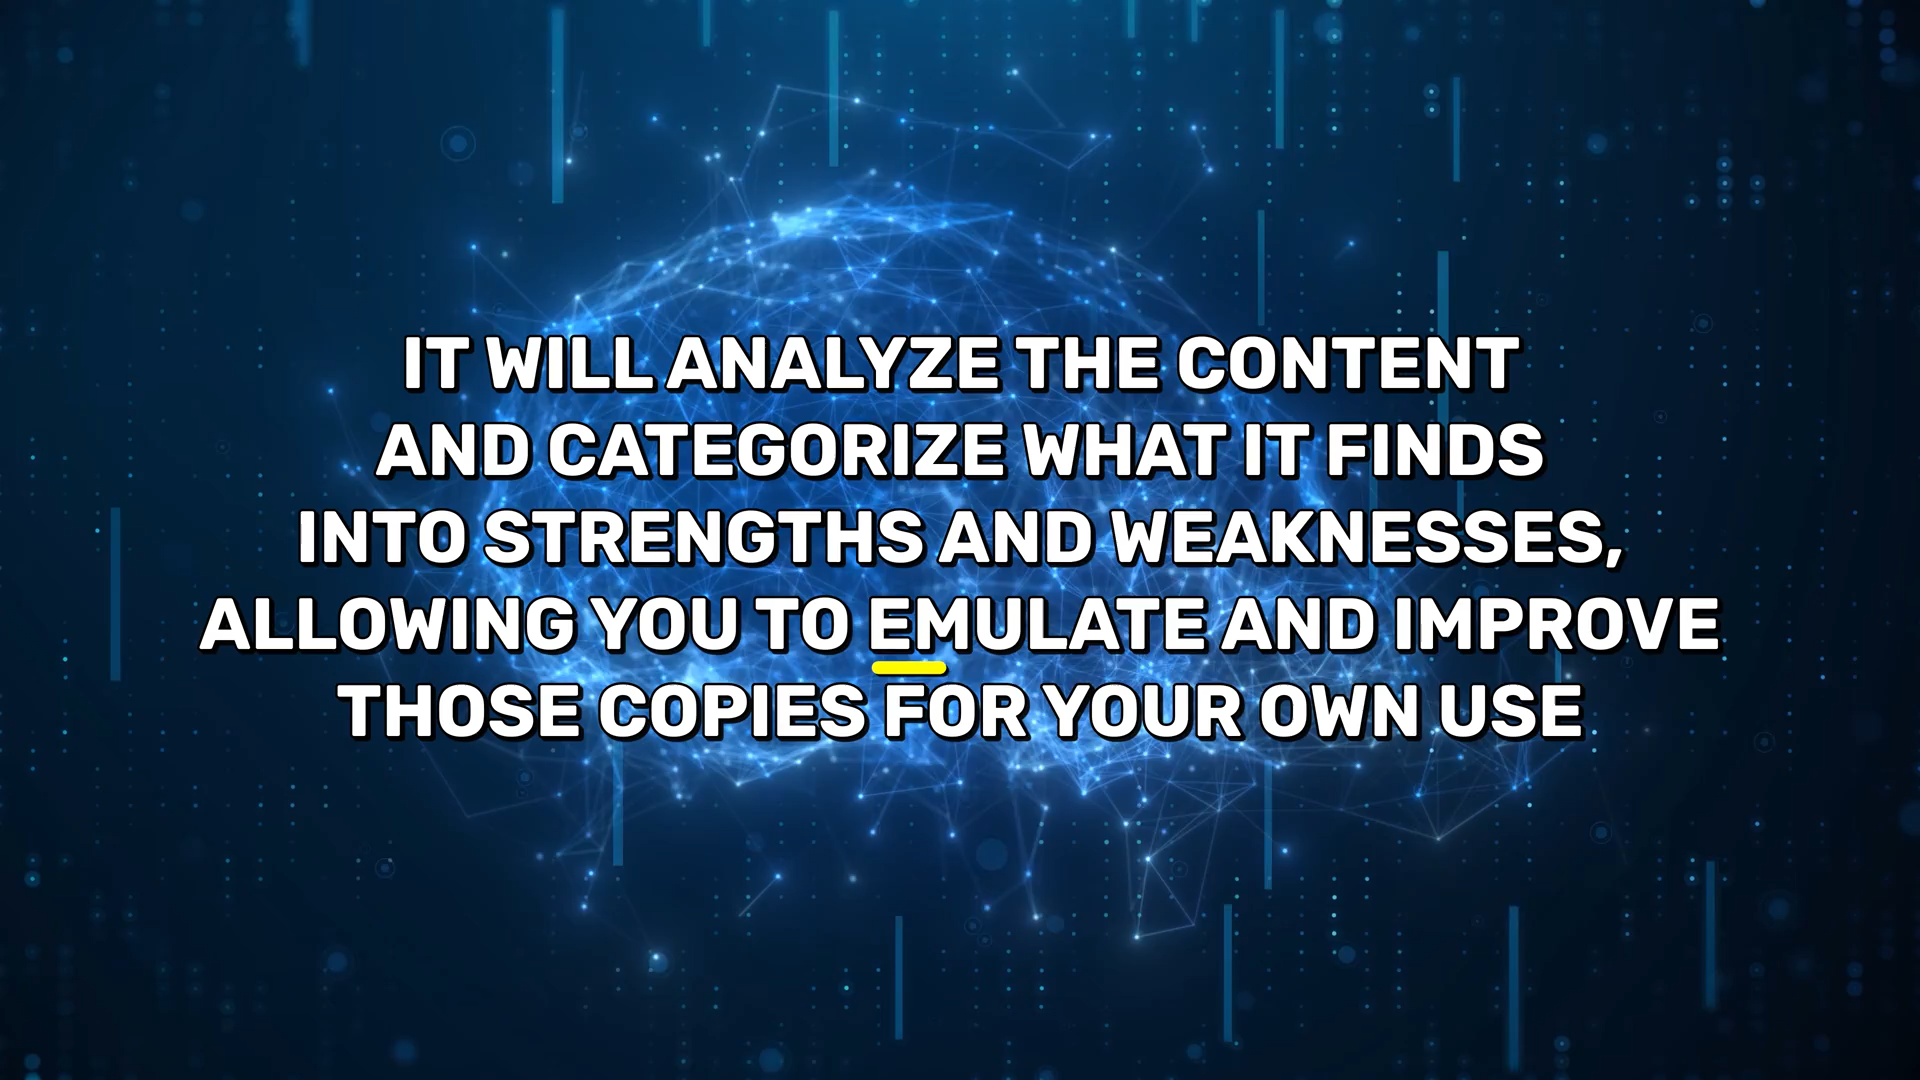 IT WILL ANALYZE THE CONTENT
AND CATEGORIZE WHAT IT FINDS
INTO STRENGTHS AND WEAKNESSES,
ALLOWING YOU TO EMULATE AND IMPROVE
THOSE COPIES FOR YOUR OWN USE